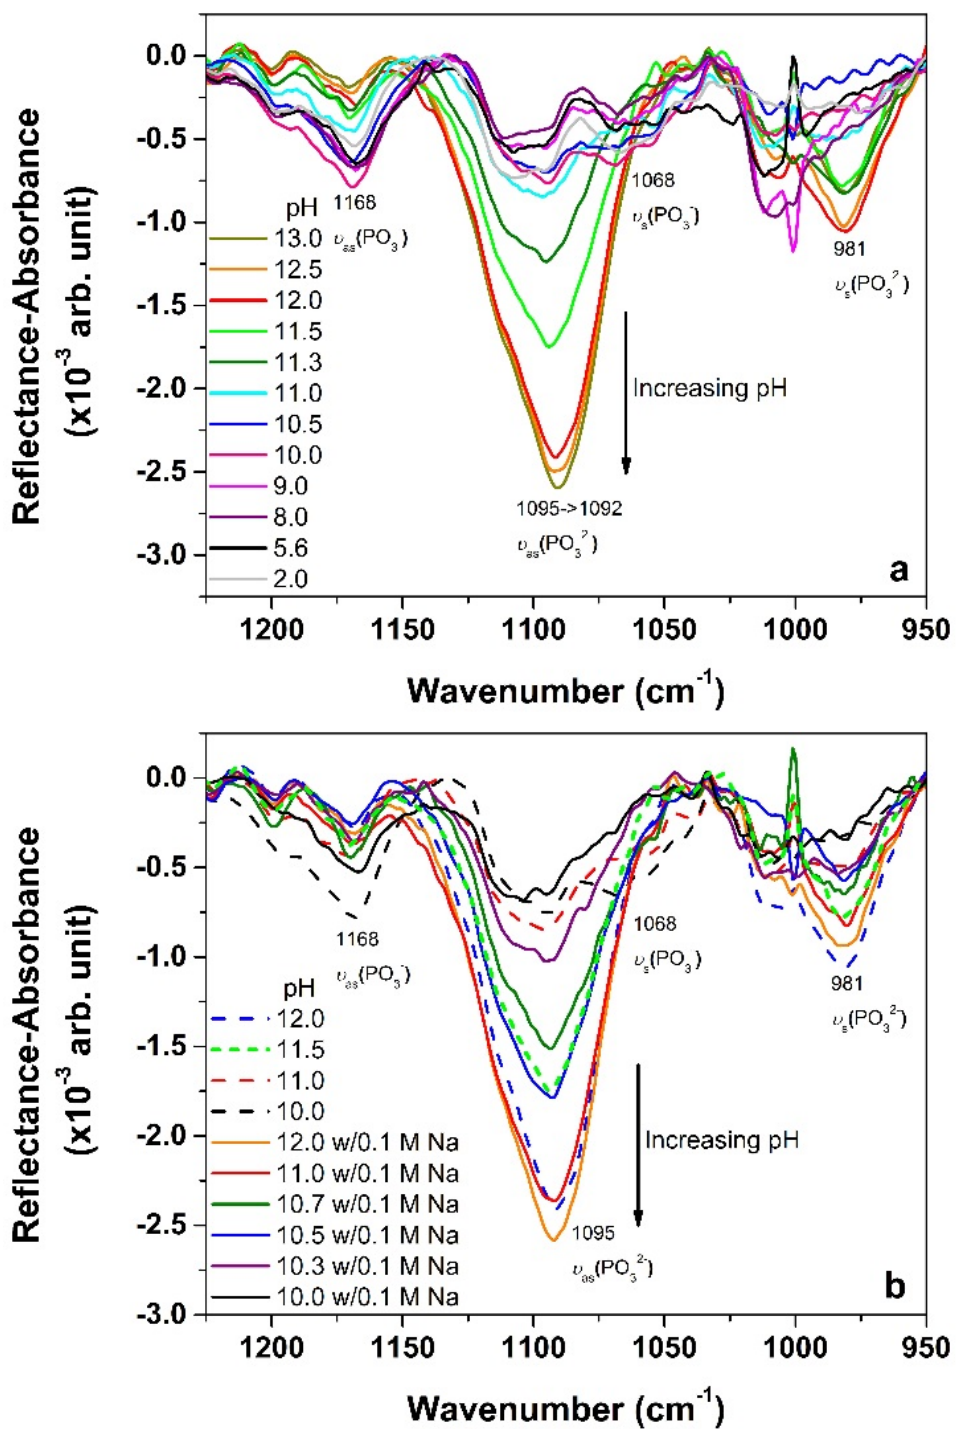 0.0
-0.5
-1.0
-1.5
-2.0
-2.5
-3.0
Reflectance-Absorbance
(x10⁻³ arb. unit)
1168
υas(PO₃⁻)
1068
υs(PO₃⁻)
981
υs(PO₃²⁻)
pH
13.0
12.5
12.0
11.5
11.3
11.0
10.5
10.0
9.0
8.0
5.6
2.0
Increasing pH
1095->1092
υas(PO₃²⁻)
a
1200 1150 1100 1050 1000 950
Wavenumber (cm⁻¹)
0.0
-0.5
-1.0
-1.5
-2.0
-2.5
-3.0
Reflectance-Absorbance
(x10⁻³ arb. unit)
1168
υas(PO₃⁻)
1068
υs(PO₃⁻)
981
υs(PO₃²⁻)
pH
12.0
11.5
11.0
10.0
12.0 w/0.1 M Na
11.0 w/0.1 M Na
10.7 w/0.1 M Na
10.5 w/0.1 M Na
10.3 w/0.1 M Na
10.0 w/0.1 M Na
Increasing pH
1095
υas(PO₃²⁻)
b
1200 1150 1100 1050 1000 950
Wavenumber (cm⁻¹)